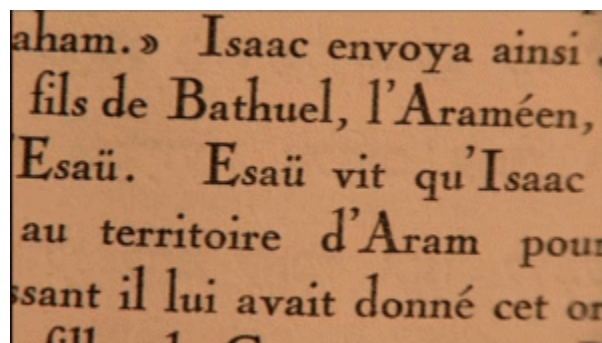 aham.» Isaac envoya ainsi
fils de Bathuel, l'Araméen,
'Esaü. Esaü vit qu'Isaac
au territoire d'Aram pour
ssant il lui avait donné cet or